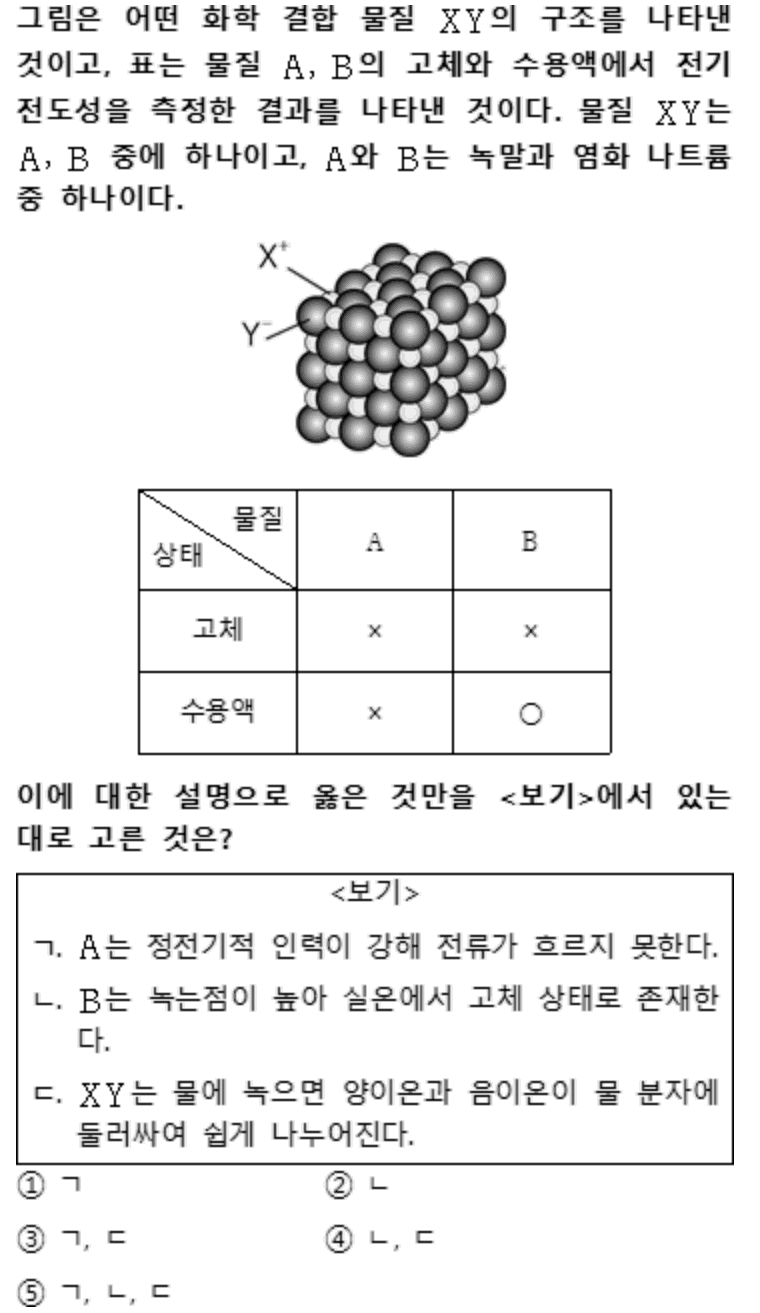 그림은 어떤 화학 결합 물질 XY의 구조를 나타낸
것이고, 표는 물질 A, B의 고체와 수용액에서 전기
전도성을 측정한 결과를 나타낸 것이다. 물질 XY는
A, B 중에 하나이고, A와 B는 녹말과 염화 나트륨
중 하나이다.
X⁺
Y⁻
물질
상태 A B
고체 × ×
수용액 × ○
이에 대한 설명으로 옳은 것만을 <보기>에서 있는
대로 고른 것은?
<보기>
ㄱ. A는 정전기적 인력이 강해 전류가 흐르지 못한다.
ㄴ. B는 녹는점이 높아 실온에서 고체 상태로 존재한
다.
ㄷ. XY는 물에 녹으면 양이온과 음이온이 물 분자에
둘러싸여 쉽게 나누어진다.
① ㄱ ② ㄴ
③ ㄱ, ㄷ ④ ㄴ, ㄷ
⑤ ㄱ, ㄴ, ㄷ